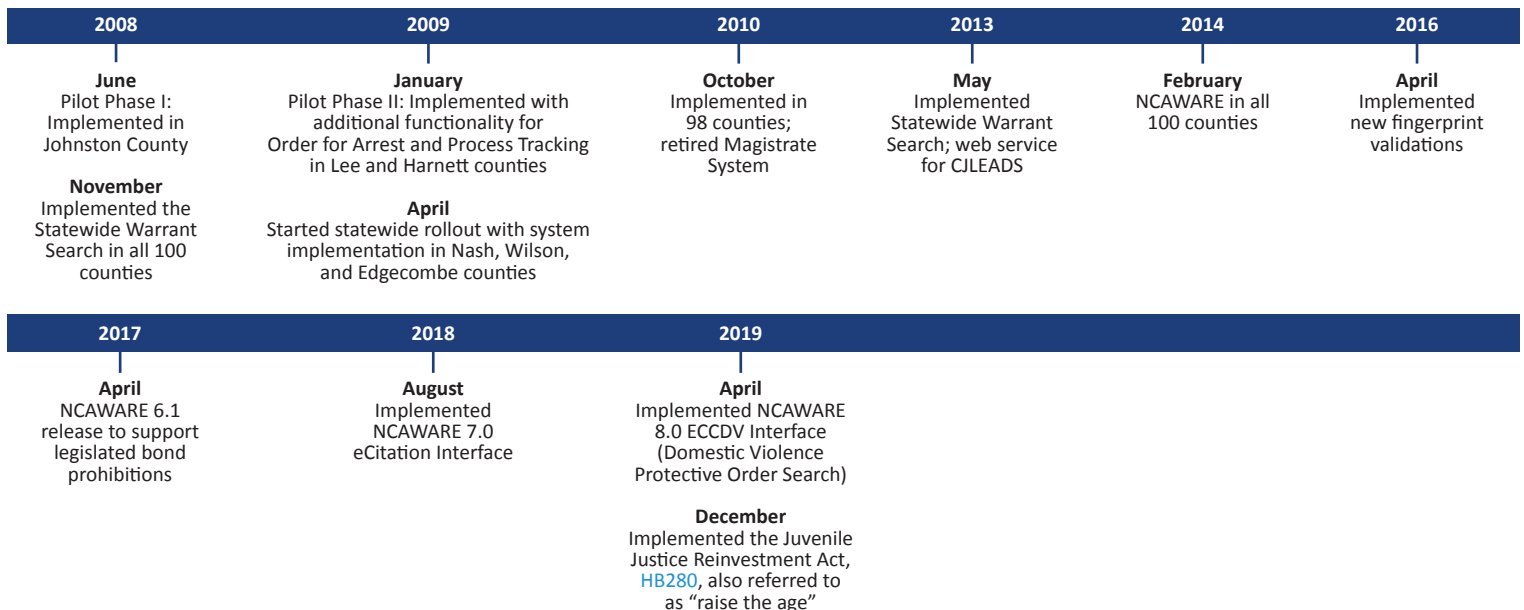 2008
2009
2010
2013
2014
2016
June
Pilot Phase I:
Implemented in
Johnston County
November
Implemented the
Statewide Warrant
Search in all 100
counties
January
Pilot Phase II: Implemented with
additional functionality for
Order for Arrest and Process Tracking
in Lee and Harnett counties
April
Started statewide rollout with system
implementation in Nash, Wilson,
and Edgecombe counties
October
Implemented in
98 counties;
retired Magistrate
System
May
Implemented
Statewide Warrant
Search; web service
for CJLEADS
February
NCAWARE in all
100 counties
April
Implemented
new fingerprint
validations
2017
2018
2019
April
NCAWARE 6.1
release to support
legislated bond
prohibitions
August
Implemented
NCAWARE 7.0
eCitation Interface
April
Implemented NCAWARE
8.0 ECCDV Interface
(Domestic Violence
Protective Order Search)
December
Implemented the Juvenile
Justice Reinvestment Act,
HB280, also referred to
as “raise the age”